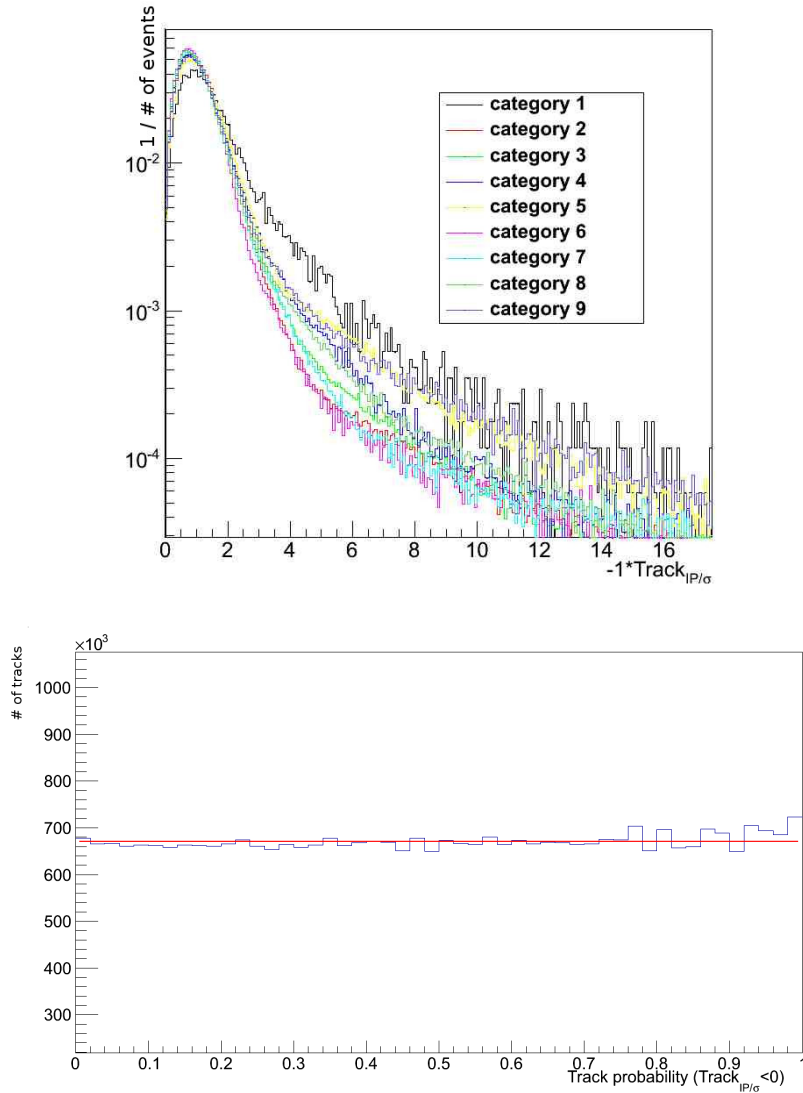 1 / # of events
10⁻²
10⁻³
10⁻⁴
category 1
category 2
category 3
category 4
category 5
category 6
category 7
category 8
category 9
0 2 4 6 8 10 12 14 16
-1*Track_IP/σ
×10³
# of tracks
1000
900
800
700
600
500
400
300
0 0.1 0.2 0.3 0.4 0.5 0.6 0.7 0.8 0.9 1
Track probability (Track_IP/σ<0)